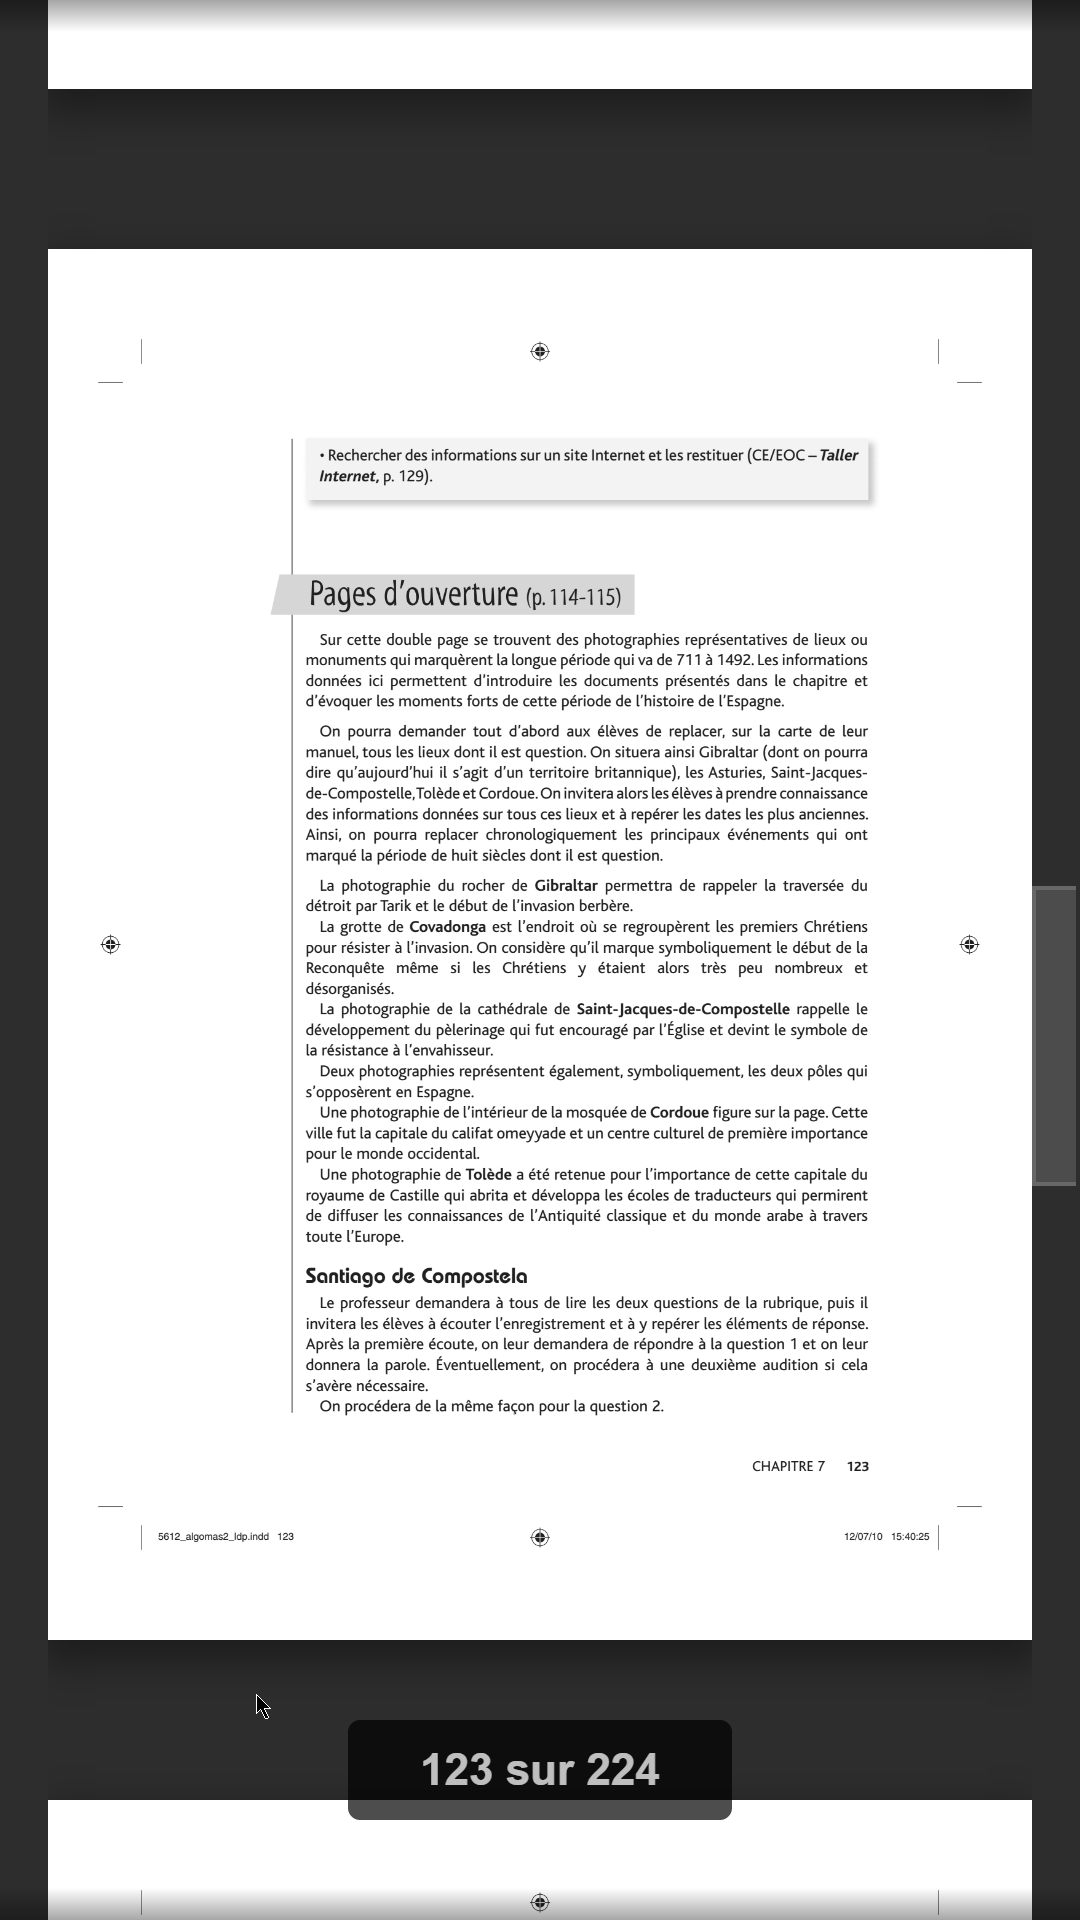 • Rechercher des informations sur un site Internet et les restituer (CE/EOC – Taller
Internet, p. 129).
Pages d’ouverture (p. 114-115)
Sur cette double page se trouvent des photographies représentatives de lieux ou
monuments qui marquèrent la longue période qui va de 711 à 1492. Les informations
données ici permettent d’introduire les documents présentés dans le chapitre et
d’évoquer les moments forts de cette période de l’histoire de l’Espagne.
On pourra demander tout d’abord aux élèves de replacer, sur la carte de leur
manuel, tous les lieux dont il est question. On situera ainsi Gibraltar (dont on pourra
dire qu’aujourd’hui il s’agit d’un territoire britannique), les Asturies, Saint-Jacques-
de-Compostelle, Tolède et Cordoue. On invitera alors les élèves à prendre connaissance
des informations données sur tous ces lieux et à repérer les dates les plus anciennes.
Ainsi, on pourra replacer chronologiquement les principaux événements qui ont
marqué la période de huit siècles dont il est question.
La photographie du rocher de Gibraltar permettra de rappeler la traversée du
détroit par Tarik et le début de l’invasion berbère.
La grotte de Covadonga est l’endroit où se regroupèrent les premiers Chrétiens
pour résister à l’invasion. On considère qu’il marque symboliquement le début de la
Reconquête même si les Chrétiens y étaient alors très peu nombreux et
désorganisés.
La photographie de la cathédrale de Saint-Jacques-de-Compostelle rappelle le
développement du pèlerinage qui fut encouragé par l’Église et devint le symbole de
la résistance à l’envahisseur.
Deux photographies représentent également, symboliquement, les deux pôles qui
s’opposèrent en Espagne.
Une photographie de l’intérieur de la mosquée de Cordoue figure sur la page. Cette
ville fut la capitale du califat omeyyade et un centre culturel de première importance
pour le monde occidental.
Une photographie de Tolède a été retenue pour l’importance de cette capitale du
royaume de Castille qui abrita et développa les écoles de traducteurs qui permirent
de diffuser les connaissances de l’Antiquité classique et du monde arabe à travers
toute l’Europe.
Santiago de Compostela
Le professeur demandera à tous de lire les deux questions de la rubrique, puis il
invitera les élèves à écouter l’enregistrement et à y repérer les éléments de réponse.
Après la première écoute, on leur demandera de répondre à la question 1 et on leur
donnera la parole. Éventuellement, on procédera à une deuxième audition si cela
s’avère nécessaire.
On procédera de la même façon pour la question 2.
CHAPITRE 7 123
5612_algomas2_ldp.indd 123 12/07/10 15:40:25
123 sur 224